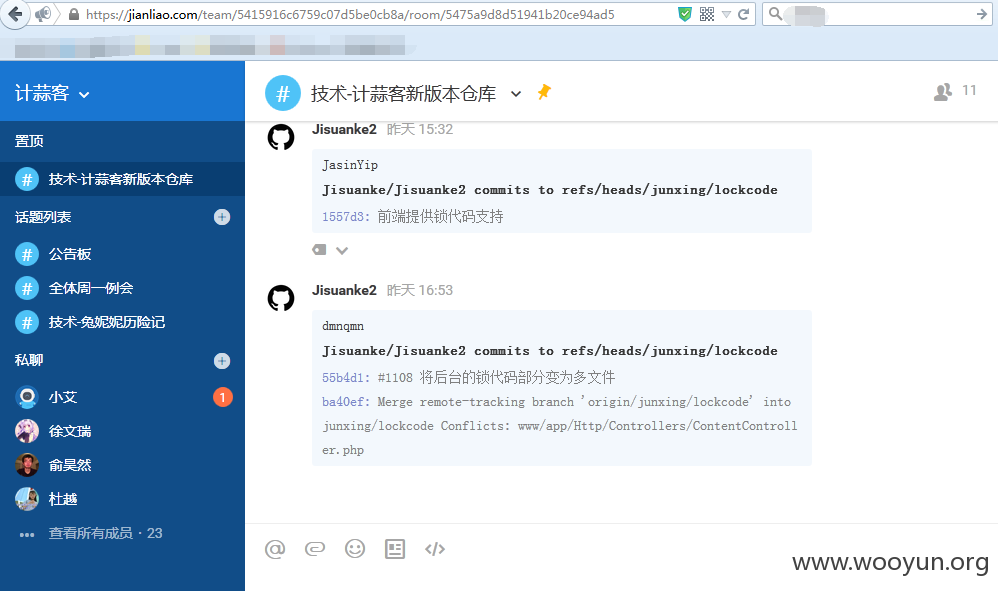 https://jianliao.com/team/5415916c6759c07d5be0cb8a/room/5475a9d8d51941b20ce94ad5
计蒜客
置顶
# 技术-计蒜客新版本仓库
话题列表
# 公告板
# 全体周一例会
# 技术-兔妮妮历险记
私聊
小艾 1
徐文瑞
俞昊然
杜越
查看所有成员 · 23
# 技术-计蒜客新版本仓库
11
Jisuanke2 昨天 15:32
JasinYip
Jisuanke/Jisuanke2 commits to refs/heads/junxing/lockcode
1557d3: 前端提供锁代码支持
Jisuanke2 昨天 16:53
dmnqmn
Jisuanke/Jisuanke2 commits to refs/heads/junxing/lockcode
55b4d1: #1108 将后台的锁代码部分变为多文件
ba40ef: Merge remote-tracking branch 'origin/junxing/lockcode' into
junxing/lockcode Conflicts: www/app/Http/Controllers/ContentControll
er.php
www.wooyun.org